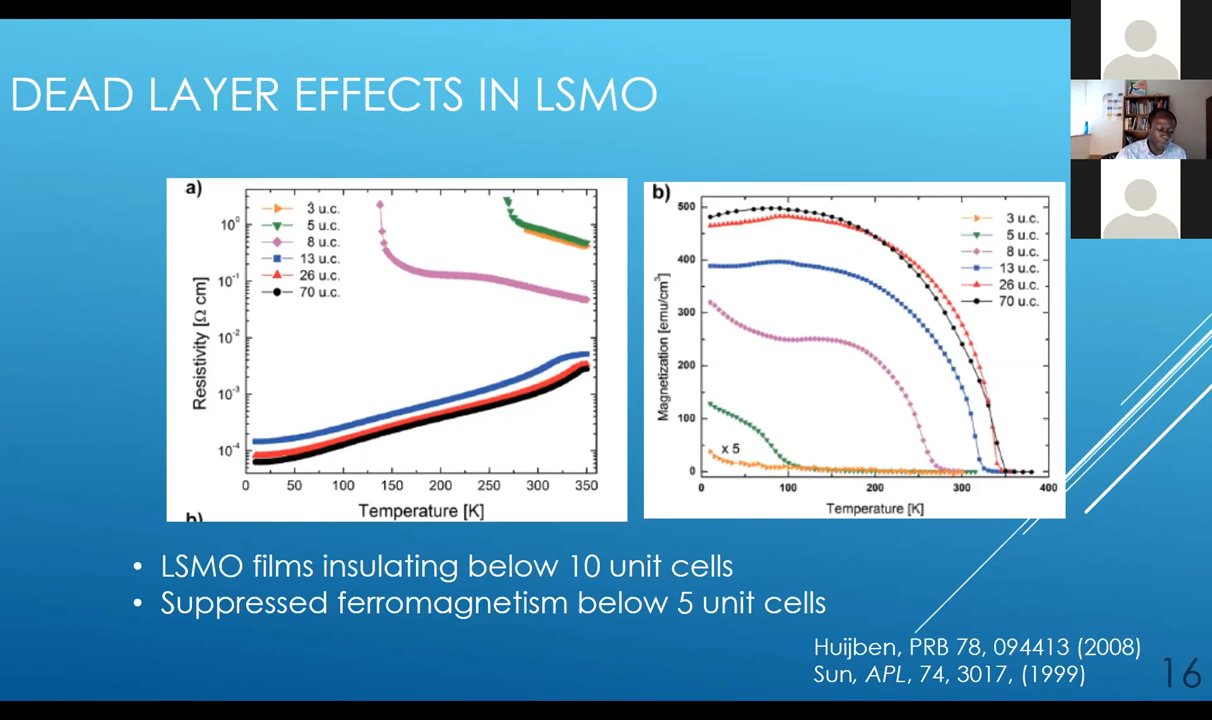 DEAD LAYER EFFECTS IN LSMO
a)
3 u.c.
5 u.c.
8 u.c.
13 u.c.
26 u.c.
70 u.c.
10⁰
10⁻¹
10⁻²
10⁻³
10⁻⁴
Resistivity [Ω cm]
0 50 100 150 200 250 300 350
Temperature [K]
b)
3 u.c.
5 u.c.
8 u.c.
13 u.c.
26 u.c.
70 u.c.
500
400
300
200
100
0
Magnetization [emu/cm³]
x 5
0 100 200 300 400
Temperature [K]
• LSMO films insulating below 10 unit cells
• Suppressed ferromagnetism below 5 unit cells
Huijben, PRB 78, 094413 (2008)
Sun, APL, 74, 3017, (1999)
16